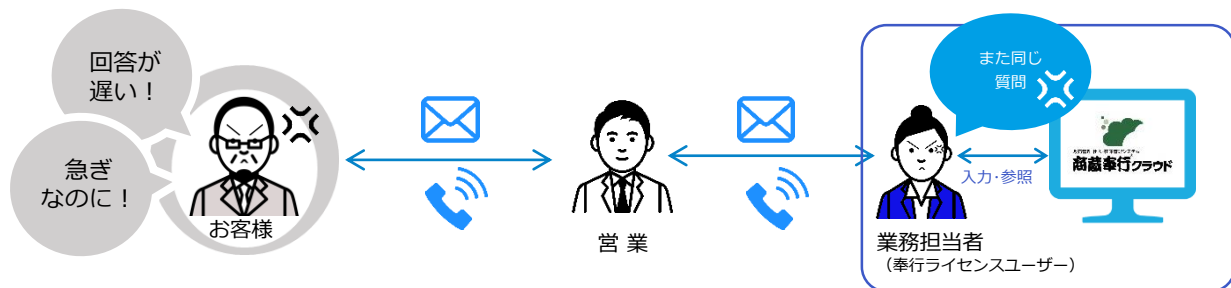 回答が
遅い！
急ぎ
なのに！
お客様
営 業
また同じ
質問
入力・参照
商蔵奉行クラウド
業務担当者
（奉行ライセンスユーザー）